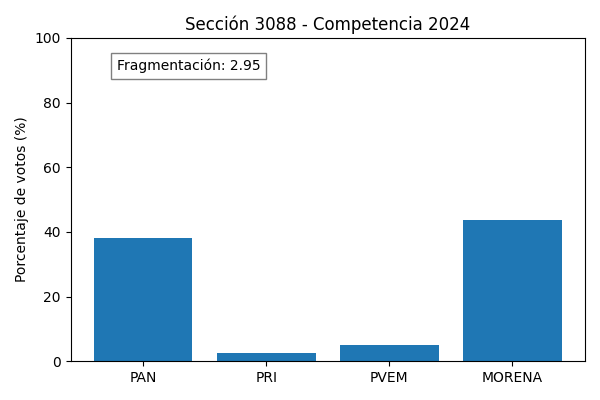 Sección 3088 - Competencia 2024
Fragmentación: 2.95
Porcentaje de votos (%)
100
80
60
40
20
0
PAN PRI PVEM MORENA